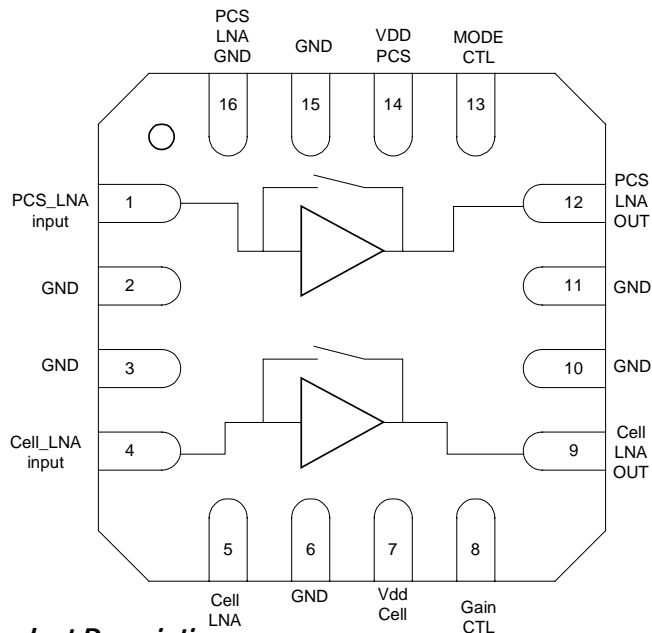 PCS
LNA
GND
GND
VDD
PCS
MODE
CTL
16
15
14
13
PCS_LNA
input
1
12
PCS
LNA
OUT
GND
2
11
GND
GND
3
10
GND
Cell_LNA
input
4
9
Cell
LNA
OUT
5
6
7
8
Cell
LNA
GND
Vdd
Cell
Gain
CTL